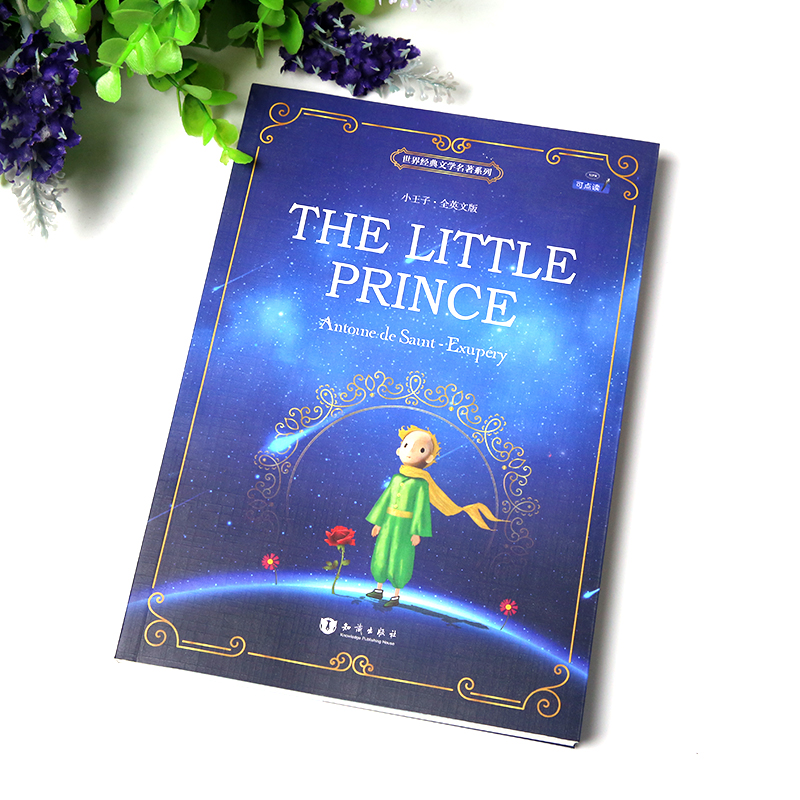 世界经典文学名著系列
可点读
小王子·全英文版
THE LITTLE
PRINCE
Antoine de Saint-Exupéry
知识出版社
Knowledge Publishing House